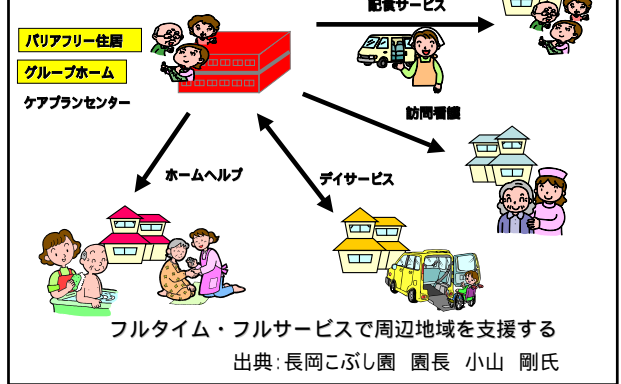 配食サービス
バリアフリー住居
グループホーム
ケアプランセンター
訪問看護
ホームヘルプ
デイサービス
フルタイム・フルサービスで周辺地域を支援する
出典:長岡こぶし園 園長 小山 剛氏